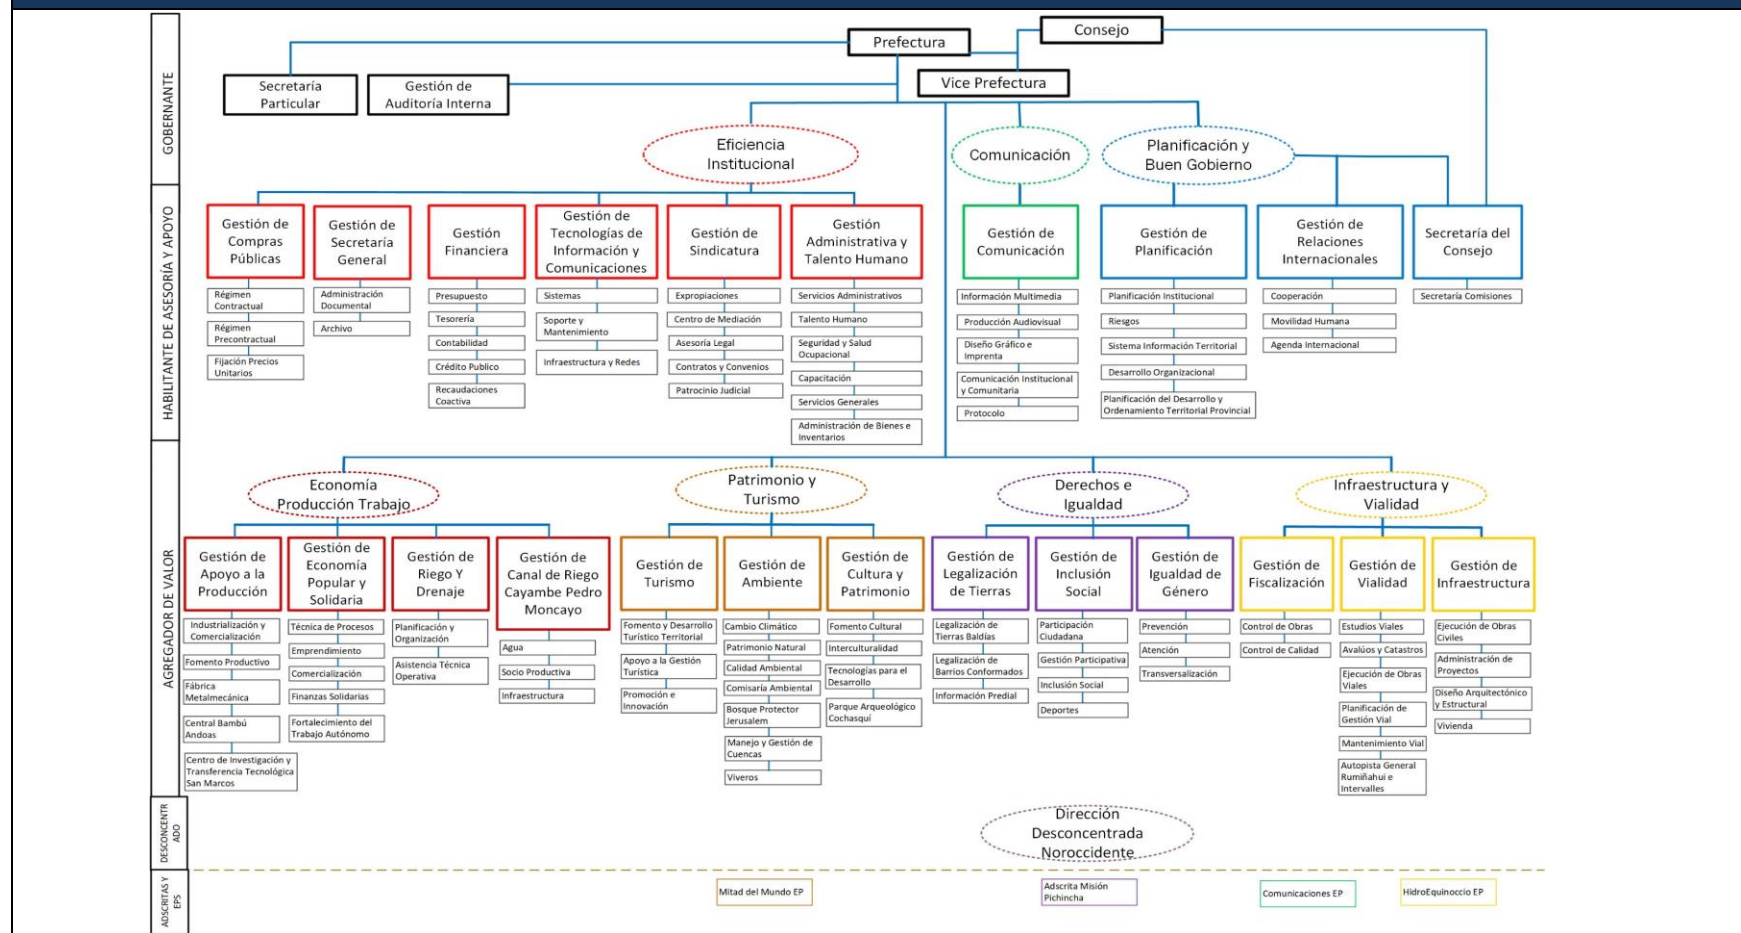 GOBERNANTE
Prefectura
Consejo
Secretaría
Particular
Gestión de
Auditoría Interna
Vice Prefectura
Eficiencia
Institucional
Comunicación
Planificación y
Buen Gobierno
HABILITANTE DE ASESORÍA Y APOYO
Gestión de
Compras
Públicas
Régimen
Contractual
Régimen
Precontractual
Fijación Precios
Unitarios
Gestión de
Secretaría
General
Administración
Documental
Archivo
Gestión
Financiera
Presupuesto
Tesorería
Contabilidad
Crédito Publico
Recaudaciones
Coactiva
Gestión de
Tecnologías de
Información y
Comunicaciones
Sistemas
Soporte y
Mantenimiento
Infraestructura y Redes
Gestión de
Sindicatura
Expropiaciones
Centro de Mediación
Asesoría Legal
Contratos y Convenios
Patrocinio Judicial
Gestión
Administrativa y
Talento Humano
Servicios Administrativos
Talento Humano
Seguridad y Salud
Ocupacional
Capacitación
Servicios Generales
Administración de Bienes e
Inventarios
Gestión de
Comunicación
Información Multimedia
Producción Audiovisual
Diseño Gráfico e
Imprenta
Comunicación Institucional
y Comunitaria
Protocolo
Gestión de
Planificación
Planificación Institucional
Riesgos
Sistema Información Territorial
Desarrollo Organizacional
Planificación del Desarrollo y
Ordenamiento Territorial Provincial
Gestión de
Relaciones
Internacionales
Cooperación
Movilidad Humana
Agenda Internacional
Secretaría del
Consejo
Secretaría Comisiones
AGREGADOR DE VALOR
Economía
Producción Trabajo
Patrimonio y
Turismo
Derechos e
Igualdad
Infraestructura y
Vialidad
Gestión de
Apoyo a la
Producción
Industrialización y
Comercialización
Fomento Productivo
Fábrica
Metalmecánica
Central Bambú
Andoas
Centro de Investigación y
Transferencia Tecnológica
San Marcos
Gestión de
Economía
Popular y
Solidaria
Técnica de Procesos
Emprendimiento
Comercialización
Finanzas Solidarias
Fortalecimiento del
Trabajo Autónomo
Gestión de
Riego Y
Drenaje
Planificación y
Organización
Asistencia Técnica
Operativa
Gestión de
Canal de Riego
Cayambe Pedro
Moncayo
Agua
Socio Productiva
Infraestructura
Gestión de
Turismo
Fomento y Desarrollo
Turístico Territorial
Apoyo a la Gestión
Turística
Promoción e
Innovación
Gestión de
Ambiente
Cambio Climático
Patrimonio Natural
Calidad Ambiental
Comisaría Ambiental
Bosque Protector
Jerusalem
Manejo y Gestión de
Cuencas
Viveros
Gestión de
Cultura y
Patrimonio
Fomento Cultural
Interculturalidad
Tecnologías para el
Desarrollo
Parque Arqueológico
Cochasquí
Gestión de
Legalización
de Tierras
Legalización de
Tierras Baldías
Legalización de
Barrios Conformados
Información Predial
Gestión de
Inclusión
Social
Participación
Ciudadana
Gestión Participativa
Inclusión Social
Deportes
Gestión de
Igualdad de
Género
Prevención
Atención
Transversalización
Gestión de
Fiscalización
Control de Obras
Control de Calidad
Gestión de
Vialidad
Estudios Viales
Avalúos y Catastros
Ejecución de Obras
Viales
Planificación de
Gestión Vial
Mantenimiento Vial
Autopista General
Rumiñahui e
Intervalles
Gestión de
Infraestructura
Ejecución de Obras
Civiles
Administración de
Proyectos
Diseño Arquitectónico
y Estructural
Vivienda
DESCONCENTR
ADO
Dirección
Desconcentrada
Noroccidente
ADSCRITAS Y
EPS
Mitad del Mundo EP
Adscrita Misión
Pichincha
Comunicaciones EP
HidroEquinoccio EP